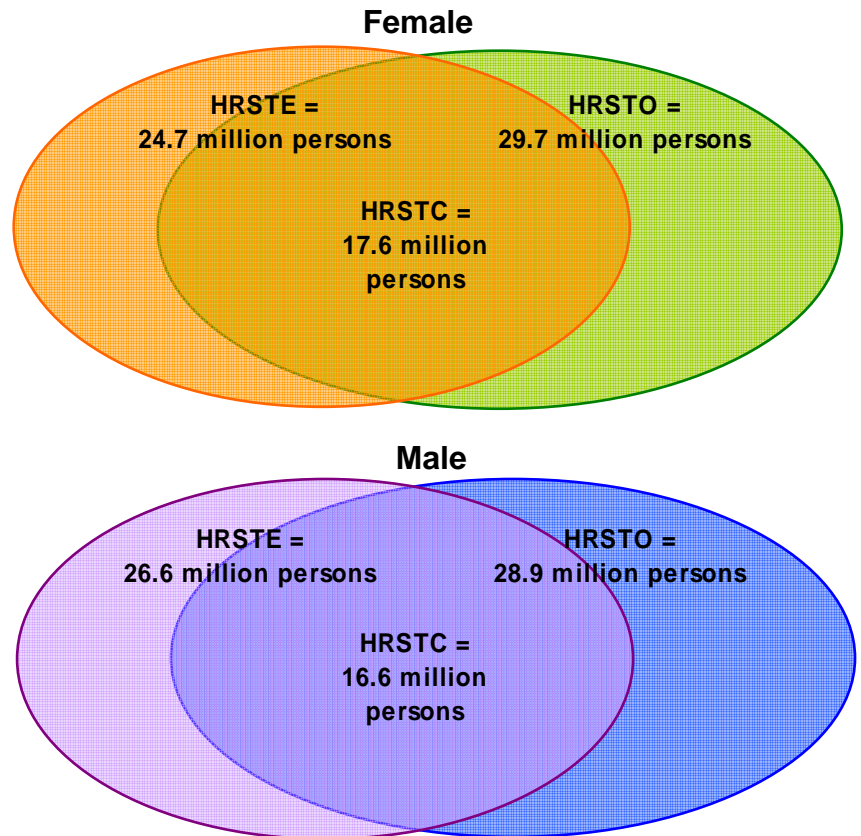 Female
HRSTE =
24.7 million persons
HRSTO =
29.7 million persons
HRSTC =
17.6 million
persons
Male
HRSTE =
26.6 million persons
HRSTO =
28.9 million persons
HRSTC =
16.6 million
persons